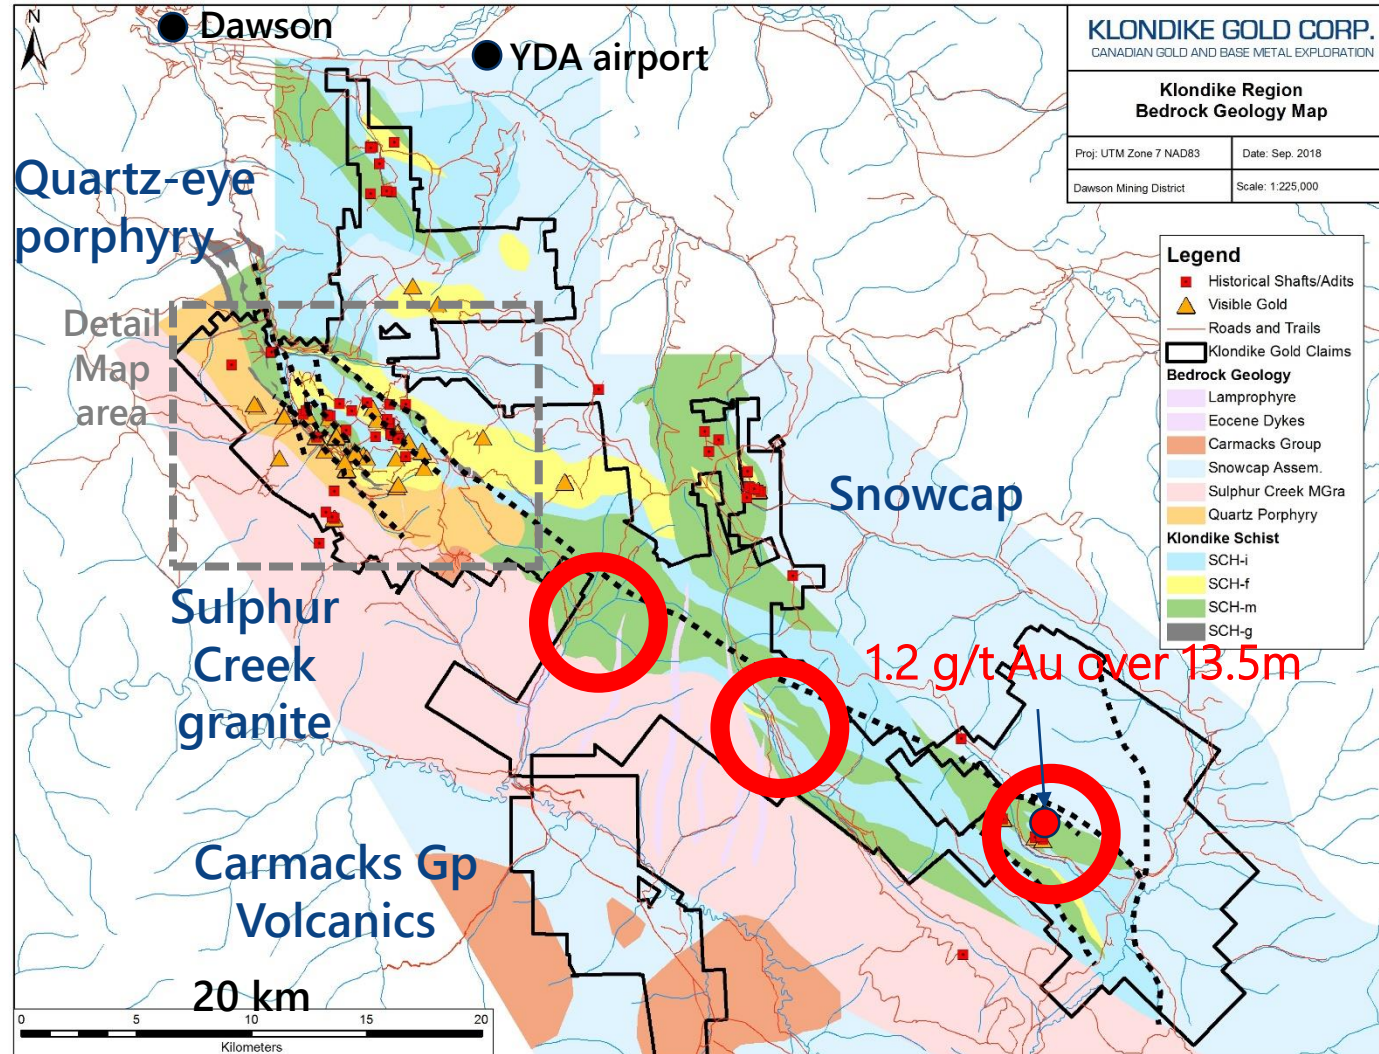 N
Dawson
YDA airport
KLONDIKE GOLD CORP.
CANADIAN GOLD AND BASE METAL EXPLORATION
Klondike Region
Bedrock Geology Map
Proj: UTM Zone 7 NAD83
Date: Sep. 2018
Dawson Mining District
Scale: 1:225,000
Quartz-eye
porphyry
Detail
Map
area
Legend
Historical Shafts/Adits
Visible Gold
Roads and Trails
Klondike Gold Claims
Bedrock Geology
Lamprophyre
Eocene Dykes
Carmacks Group
Snowcap Assem.
Sulphur Creek MGra
Quartz Porphyry
Klondike Schist
SCH-i
SCH-f
SCH-m
SCH-g
Snowcap
Sulphur
Creek
granite
1.2 g/t Au over 13.5m
Carmacks Gp
Volcanics
20 km
0 5 10 15 20
Kilometers